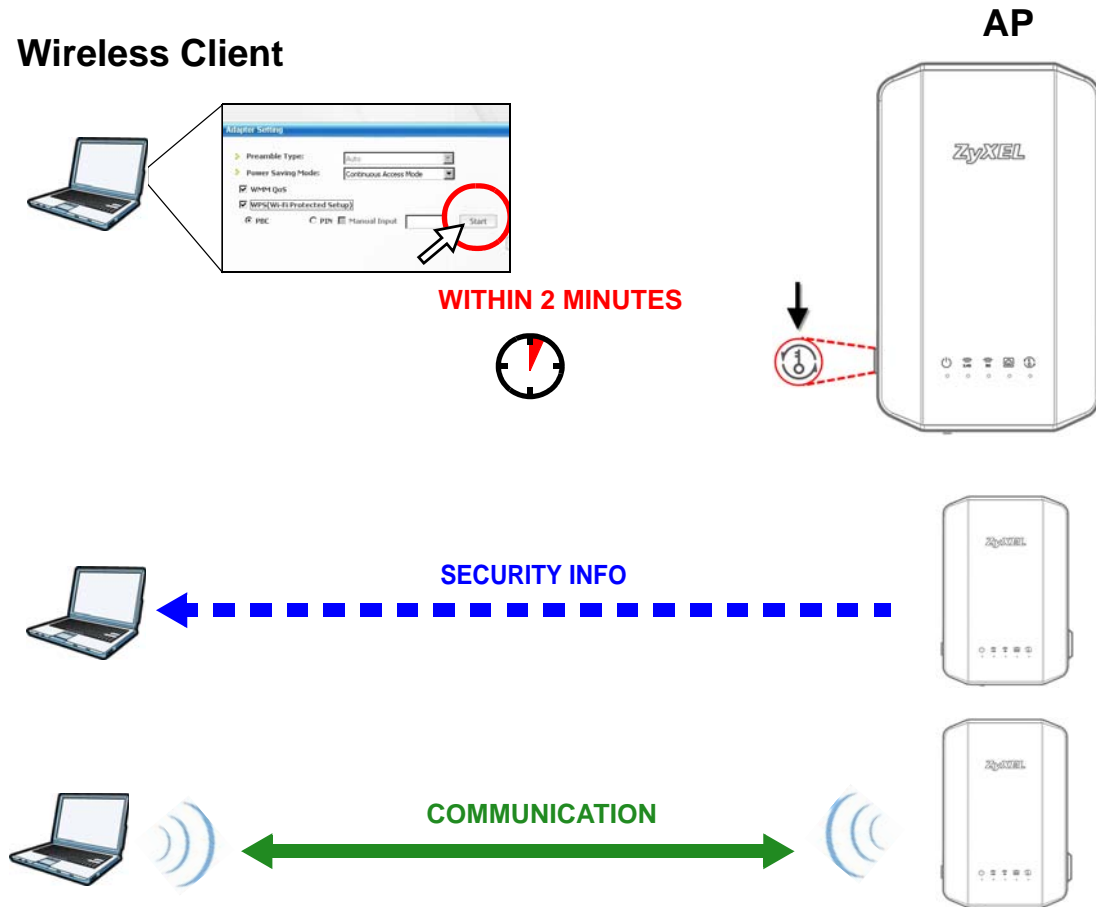 AP
Wireless Client
Adapter Setting
Preamble Type: Auto
Power Saving Mode: Continuous Access Mode
WMM QoS
WPS(Wi-Fi Protected Setup)
PBC PIN Manual Input Start
ZyXEL
WITHIN 2 MINUTES
ZyXEL
SECURITY INFO
ZyXEL
COMMUNICATION